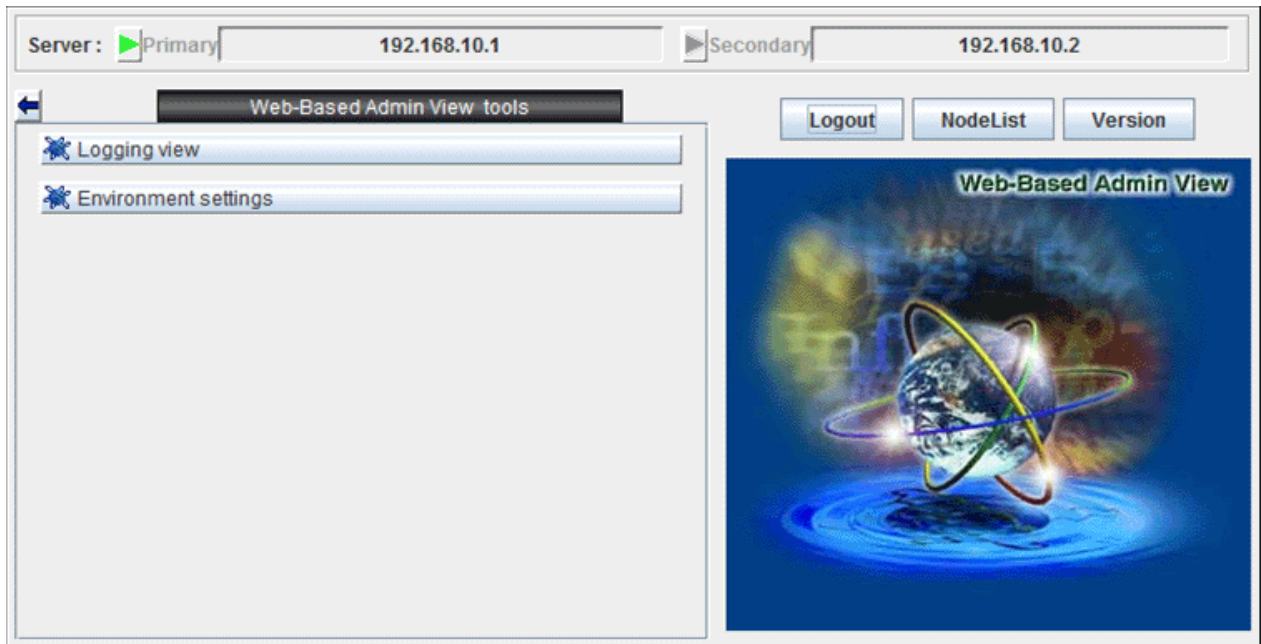 Server : Primary 192.168.10.1 Secondary 192.168.10.2
Web-Based Admin View tools
Logout NodeList Version
Logging view
Environment settings
Web-Based Admin View